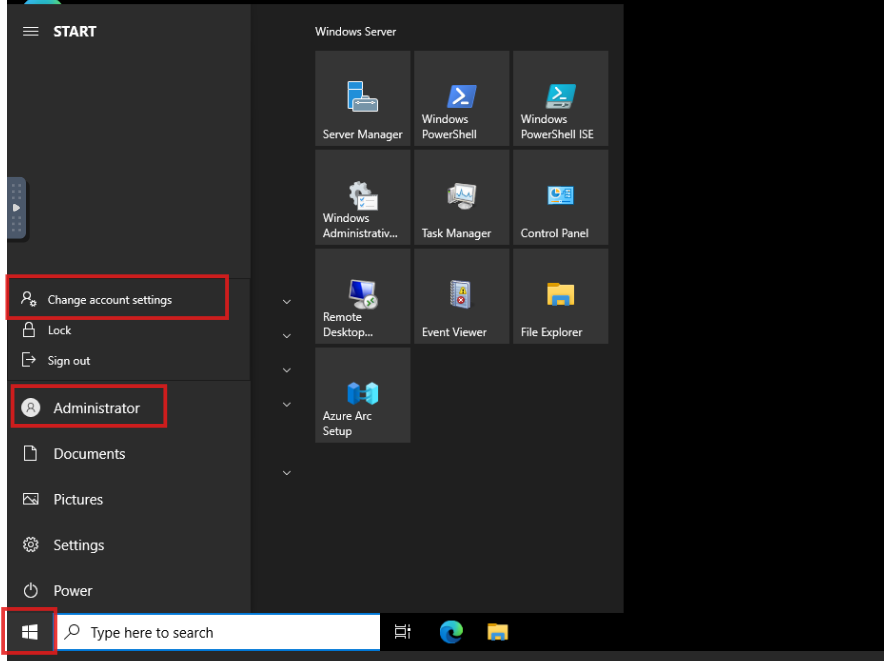 START
Windows Server
Server Manager
Windows
PowerShell
Windows
PowerShell ISE
Windows
Administrativ...
Task Manager
Control Panel
Change account settings
Lock
Sign out
Remote
Desktop...
Event Viewer
File Explorer
Administrator
Azure Arc
Setup
Documents
Pictures
Settings
Power
Type here to search